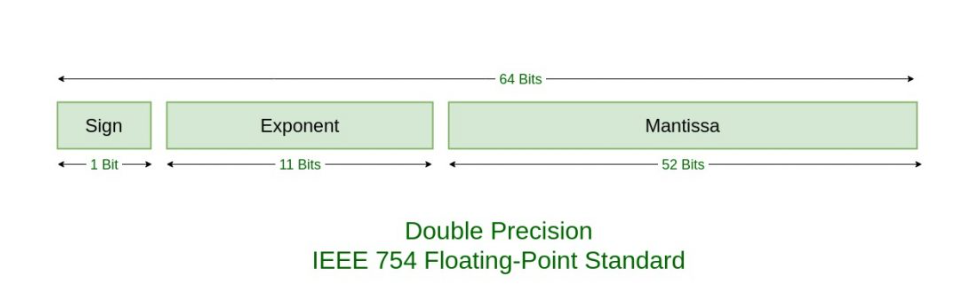 64 Bits
Sign
Exponent
Mantissa
1 Bit
11 Bits
52 Bits
Double Precision
IEEE 754 Floating-Point Standard